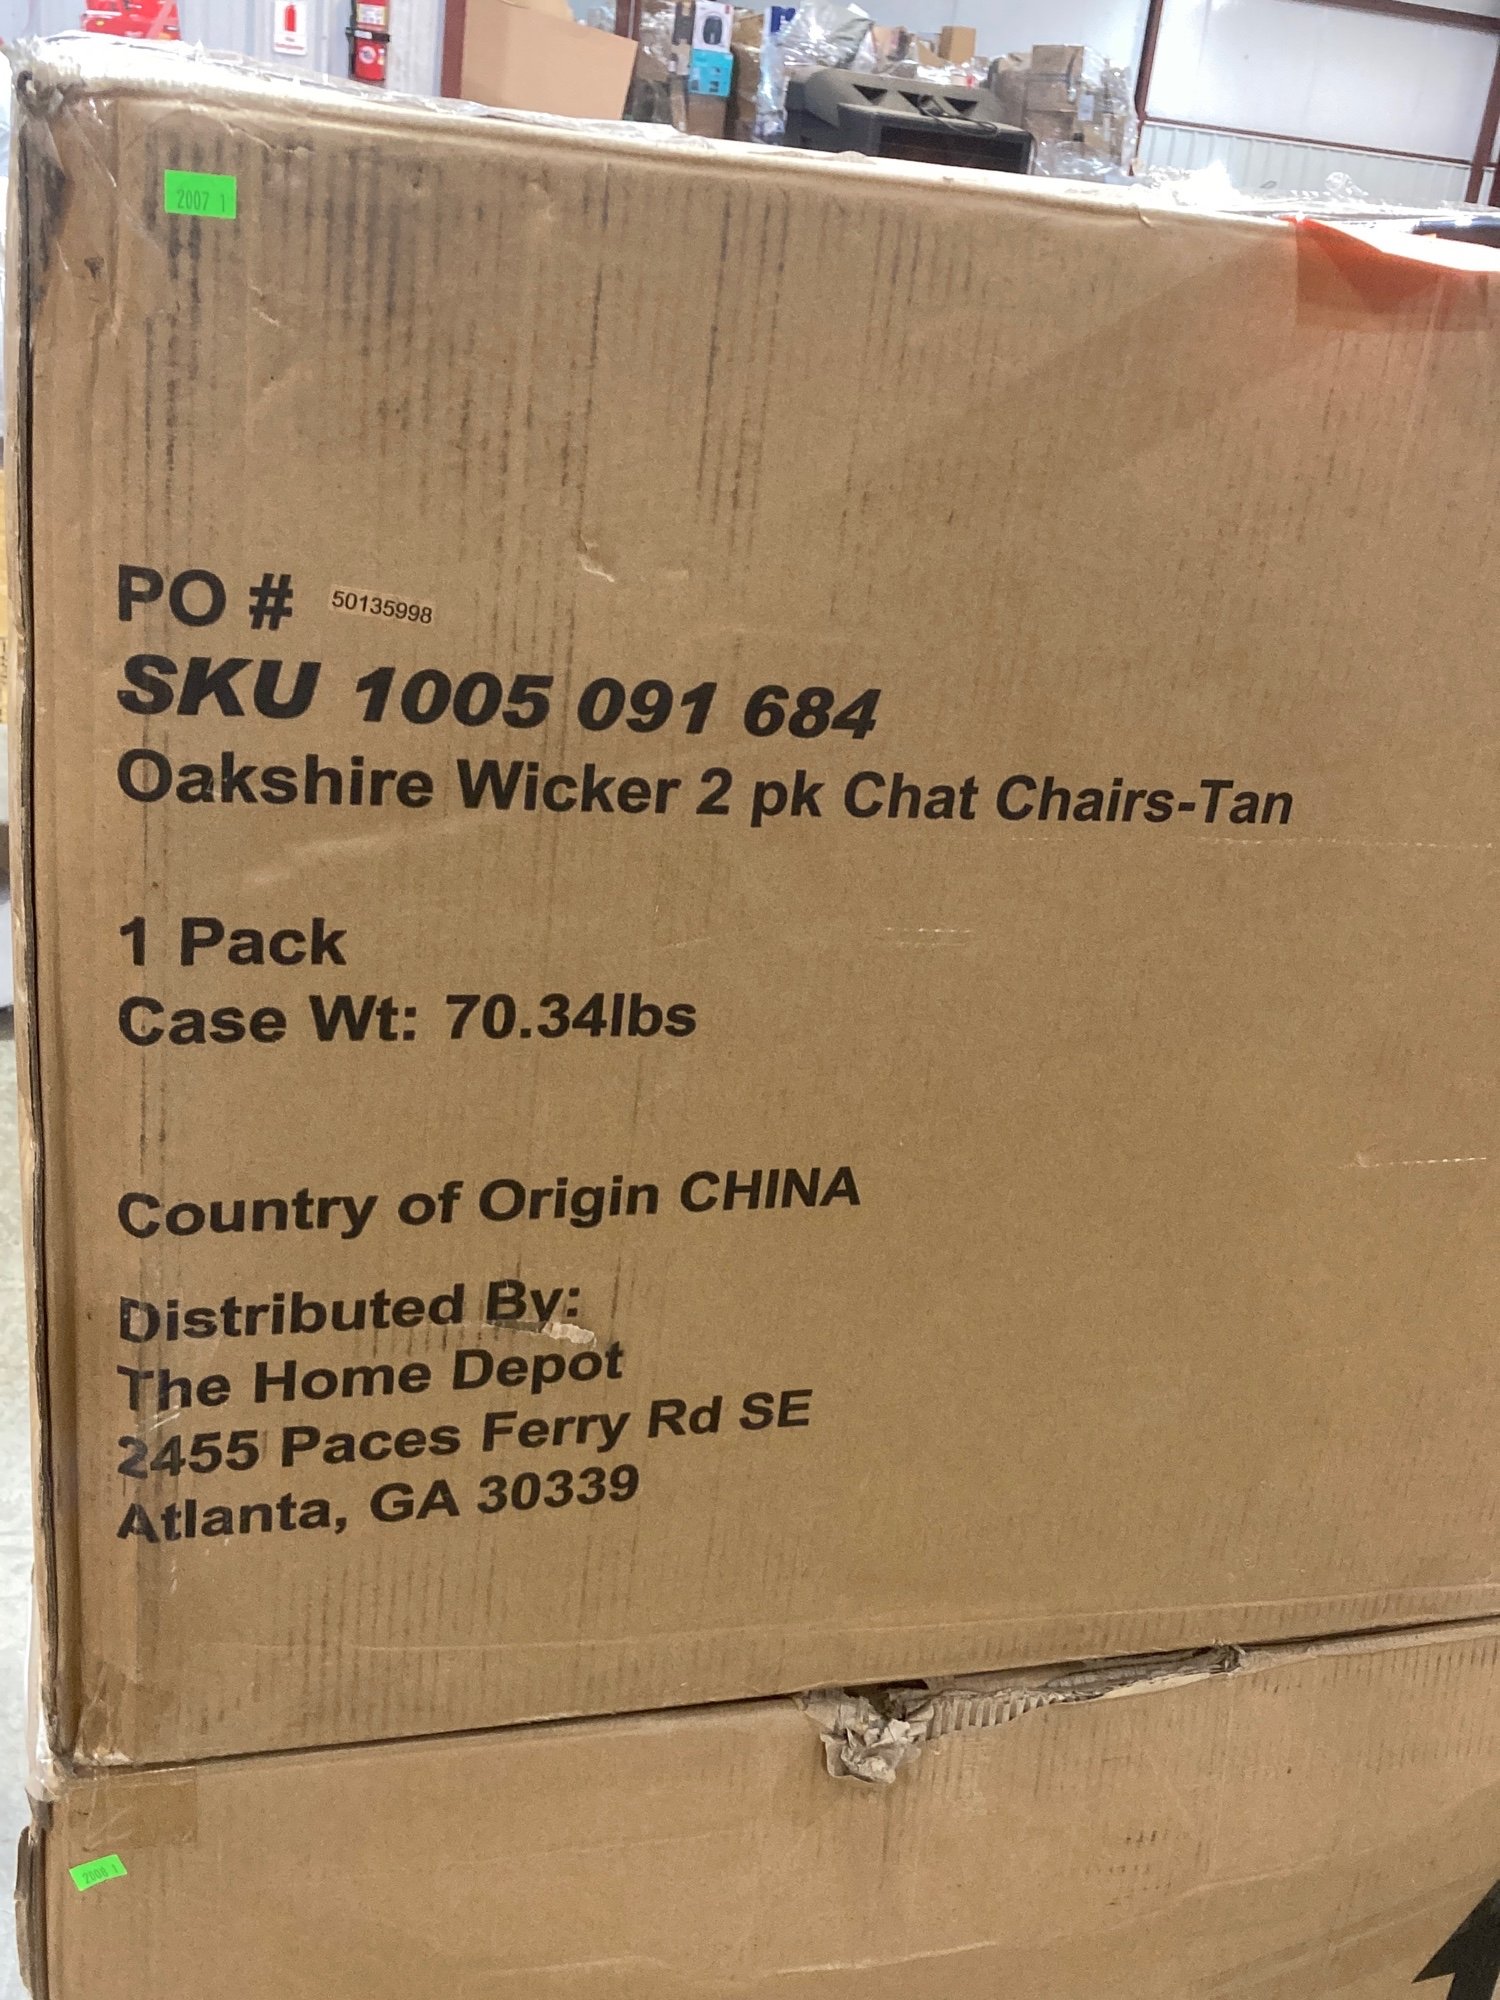 2007 1
PO # 50135998
SKU 1005 091 684
Oakshire Wicker 2 pk Chat Chairs-Tan
1 Pack
Case Wt: 70.34lbs
Country of Origin CHINA
Distributed By:
The Home Depot
2455 Paces Ferry Rd SE
Atlanta, GA 30339